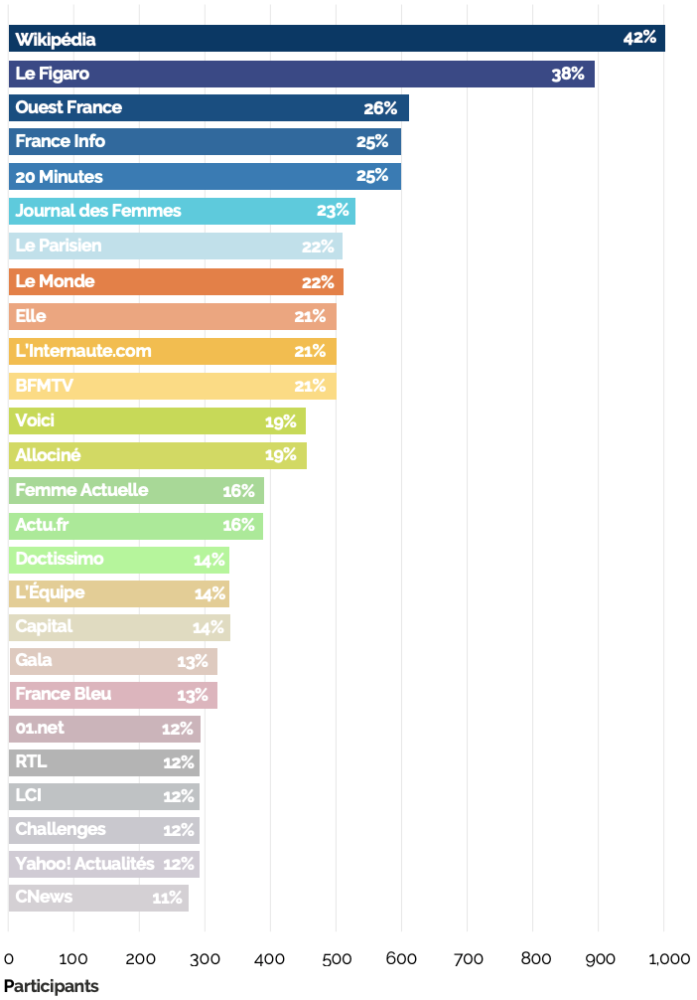 Wikipédia 42%
Le Figaro 38%
Ouest France 26%
France Info 25%
20 Minutes 25%
Journal des Femmes 23%
Le Parisien 22%
Le Monde 22%
Elle 21%
L'Internaute.com 21%
BFMTV 21%
Voici 19%
Allociné 19%
Femme Actuelle 16%
Actu.fr 16%
Doctissimo 14%
L'Équipe 14%
Capital 14%
Gala 13%
France Bleu 13%
01.net 12%
RTL 12%
LCI 12%
Challenges 12%
Yahoo! Actualités 12%
CNews 11%
0 100 200 300 400 500 600 700 800 900 1,000
Participants